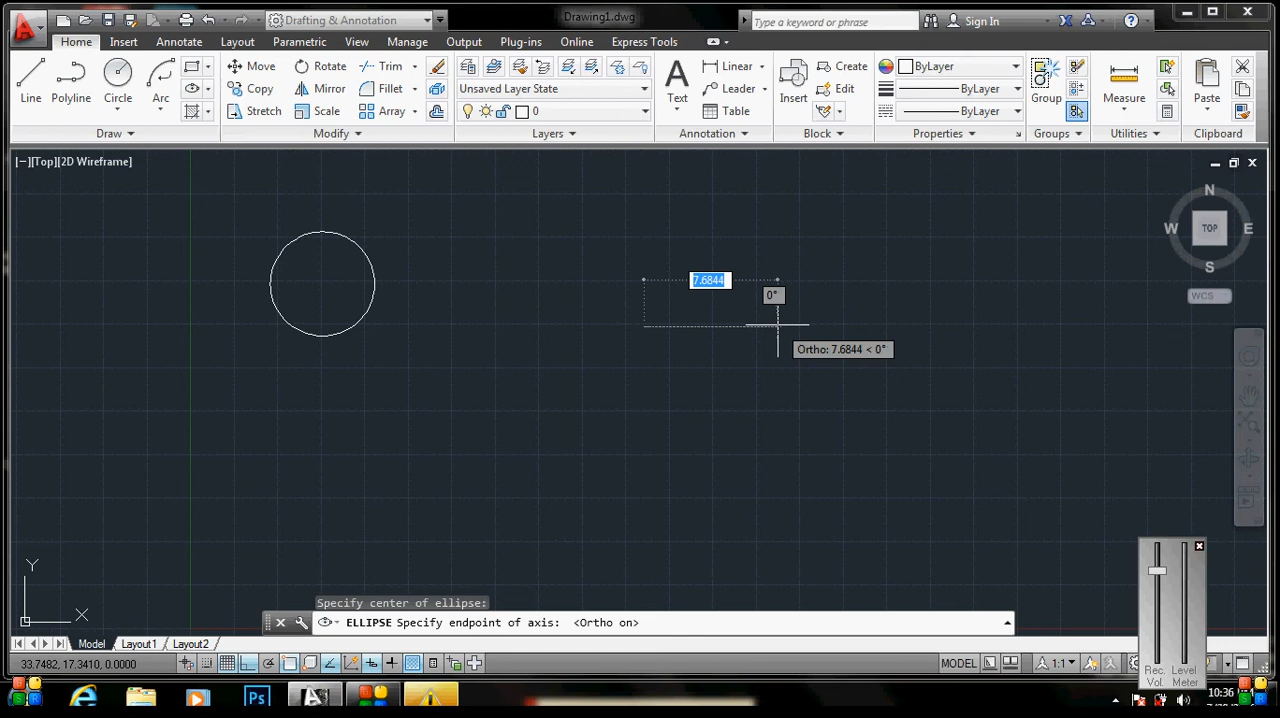 Drafting & Annotation
Drawing1.dwg
Type a keyword or phrase
Sign In
Home Insert Annotate Layout Parametric View Manage Output Plug-ins Online Express Tools
Line Polyline Circle Arc
Move Rotate Trim
Copy Mirror Fillet
Stretch Scale Array
Unsaved Layer State
0
Text Linear
Leader
Table
Insert Create
Edit
ByLayer
ByLayer
ByLayer
Group
Measure
Paste
Draw Modify Layers Annotation Block Properties Groups Utilities Clipboard
[−][Top][2D Wireframe]
N
W TOP E
S
WCS
7.6844
0°
Ortho: 7.6844 < 0°
Y
X
Specify center of ellipse:
ELLIPSE Specify endpoint of axis: <Ortho on>
Model Layout1 Layout2
33.7482, 17.3410, 0.0000
MODEL
1:1
Rec. Level
Vol. Meter
Ps
10:36